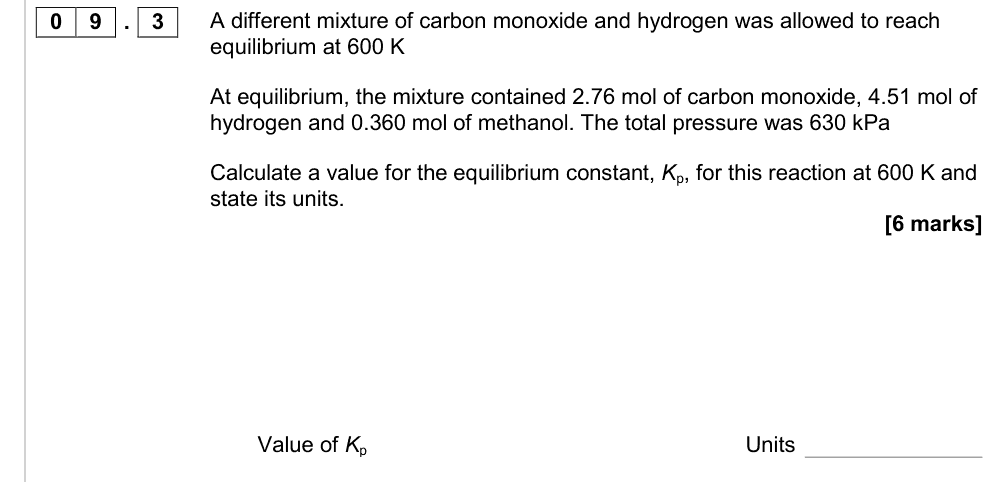 0 9 . 3 A different mixture of carbon monoxide and hydrogen was allowed to reach
equilibrium at 600 K
At equilibrium, the mixture contained 2.76 mol of carbon monoxide, 4.51 mol of
hydrogen and 0.360 mol of methanol. The total pressure was 630 kPa
Calculate a value for the equilibrium constant, Kp, for this reaction at 600 K and
state its units.
[6 marks]
Value of Kp Units